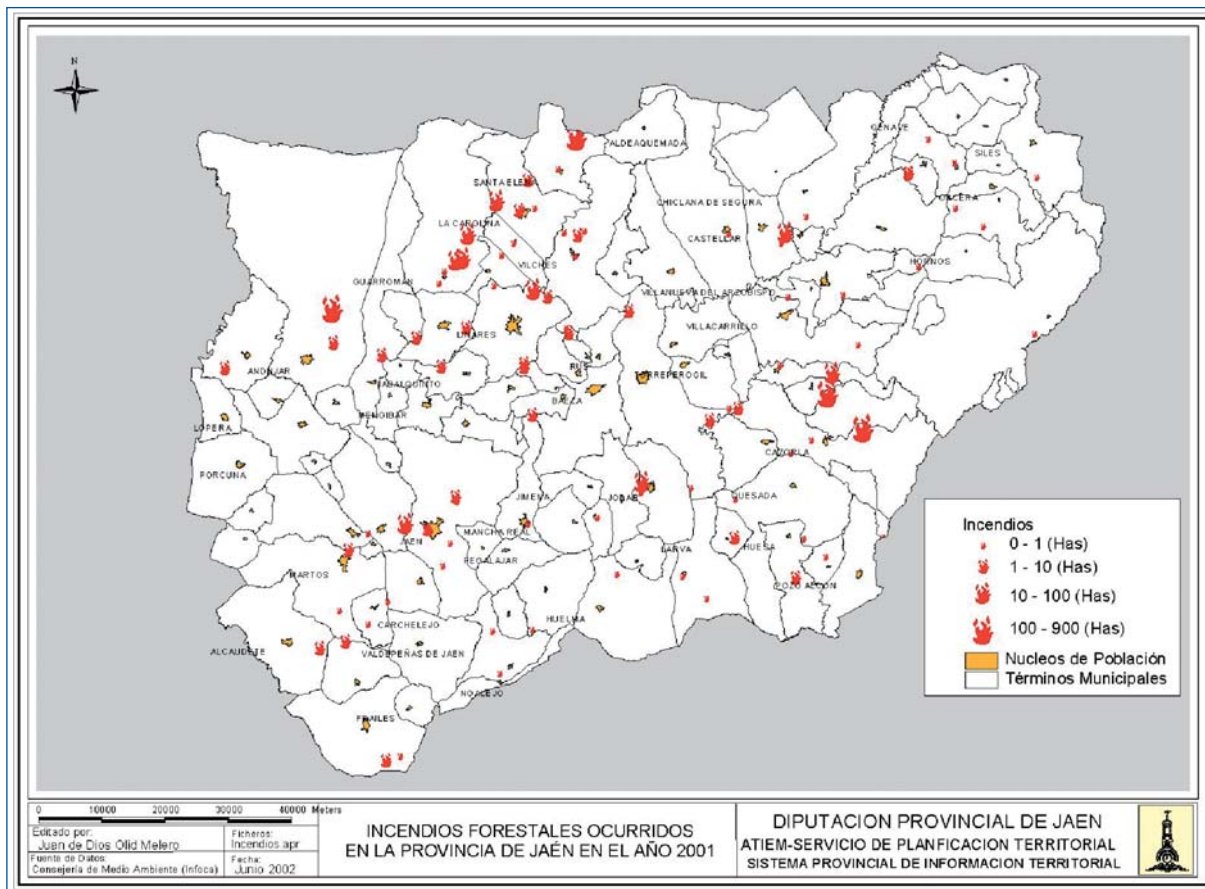 N
ALDEAQUEMADA
GENAVE
SILES
SANTA ELENA
CHICLANA DE SEGURA
ORCERA
LA CAROLINA
CASTELLAR
VILCHES
HORNOS
GUARROMAN
VILLANUEVA DEL ARZOBISPO
LINARES
VILLACARRILLO
ANDUJAR
RUS
TORREPEROGIL
JABALQUINTO
BAEZA
MENGIBAR
LOPERA
CAZORLA
PORCUNA
JIMENA
JODAR
QUESADA
JAEN
MANCHA REAL
PEGALAJAR
LARVA
HUESA
MARTOS
POZO ALCON
CARCHELEJO
HUELMA
ALCAUDETE
VALDEPEÑAS DE JAEN
NOALEJO
FRAILES
Incendios
0 - 1 (Has)
1 - 10 (Has)
10 - 100 (Has)
100 - 900 (Has)
Nucleos de Población
Términos Municipales
0 10000 20000 30000 40000 Meters
Editado por:
Juan de Dios Olid Melero
Fuente de Datos:
Consejería de Medio Ambiente (Infoca)
Ficheros:
Incendios.apr
Fecha:
Junio 2002
INCENDIOS FORESTALES OCURRIDOS
EN LA PROVINCIA DE JAÉN EN EL AÑO 2001
DIPUTACION PROVINCIAL DE JAEN
ATIEM-SERVICIO DE PLANIFICACION TERRITORIAL
SISTEMA PROVINCIAL DE INFORMACION TERRITORIAL